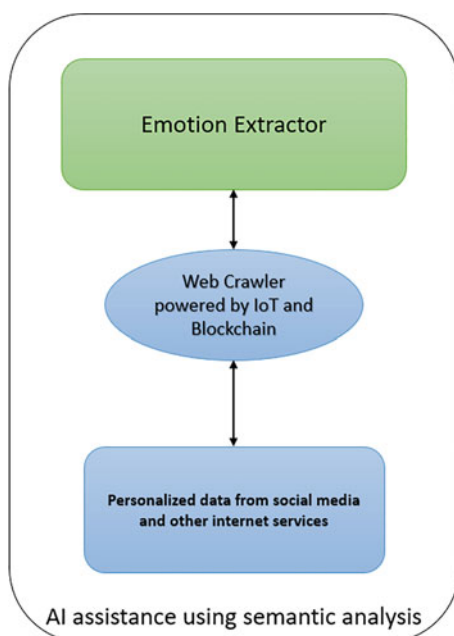 Emotion Extractor
Web Crawler
powered by IoT and
Blockchain
Personalized data from social media
and other internet services
AI assistance using semantic analysis